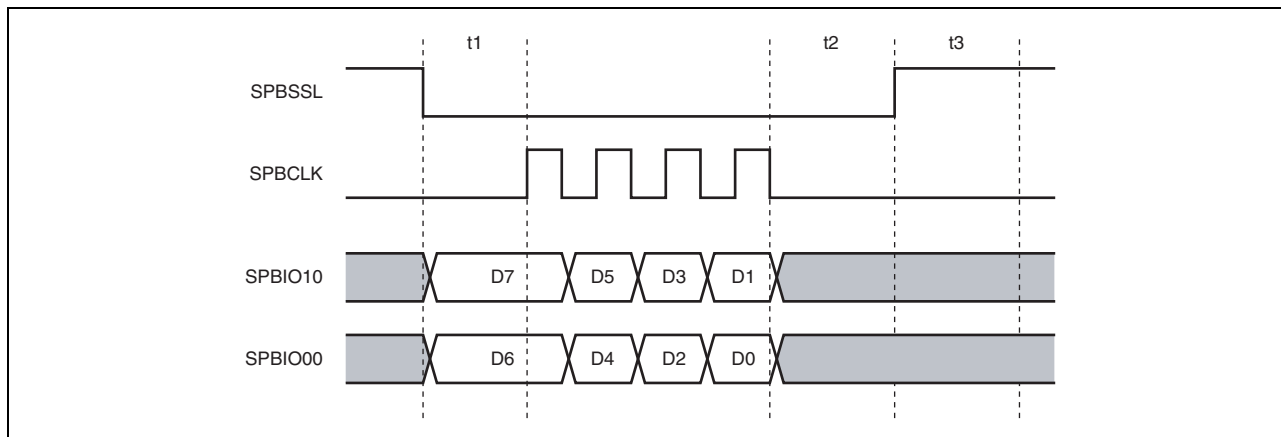 t1 t2 t3
SPBSSL
SPBCLK
SPBIO10 D7 D5 D3 D1
SPBIO00 D6 D4 D2 D0